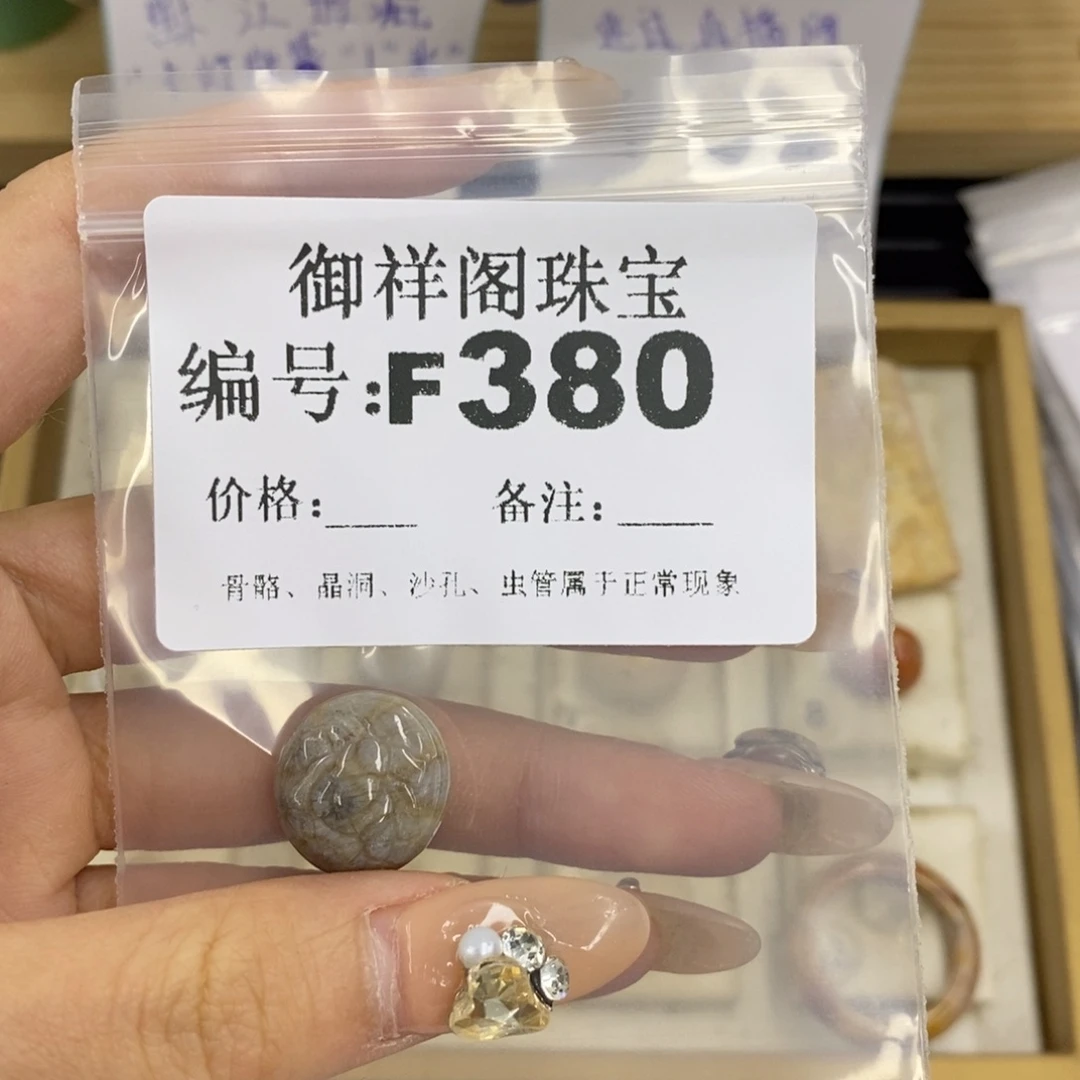 御祥阁珠宝
编号:F380
价格:____ 备注:____
骨骼、晶洞、沙孔、虫管属于正常现象